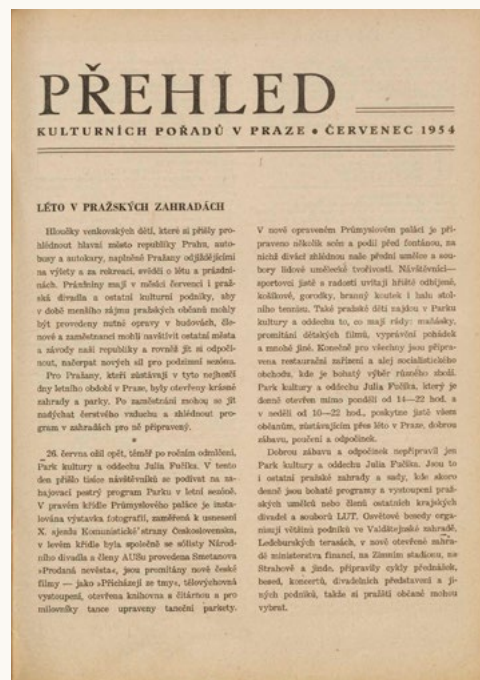 PŘEHLED
KULTURNÍCH POŘADŮ V PRAZE • ČERVENEC 1954
LÉTO V PRAŽSKÝCH ZAHRADÁCH
Hloučky venkovských dětí, které si přišly pro-
hlédnout hlavní město republiky Prahu, auto-
busy a autokary, naplněné Pražany odjíždějícími
na výlety a za rekreací, svědčí o létu a prázdni-
nách. Prázdniny mají v měsíci červenci i praž-
ská divadla a ostatní kulturní podniky, aby
v době menšího zájmu pražských občanů mohly
být provedeny nutné opravy v budovách, čle-
nové a zaměstnanci mohli navštívit ostatní města
a závody naší republiky a rovněž jít si odpoči-
nout, načerpat nových sil pro podzimní sezonu.
Pro Pražany, kteří zůstávají v tyto nejhezčí
dny letního období v Praze, byly otevřeny krásné
zahrady a parky. Po zaměstnání mohou se jít
nadýchat čerstvého vzduchu a zhlédnout pro-
gram v zahradách pro ně připravený.
*
26. června ožil opět, téměř po ročním odmlčení,
Park kultury a oddechu Julia Fučíka. V tento
den přišlo tisíce návštěvníků se podívat na za-
hajovací pestrý program Parku v letní sezóně.
V pravém křídle Průmyslového paláce je insta-
lována výstavka fotografií, zaměřená k usnesení
X. sjezdu Komunistické strany Československa,
v levém křídle byla společně se sólisty Národ-
ního divadla a členy AUSu provedena Smetanova
»Prodaná nevěsta«, jsou promítány nové české
filmy — jako »Přicházejí ze tmy«, tělovýchovná
vystoupení, otevřena knihovna s čítárnou a pro
milovníky tance upraveny taneční parkety.
V nově opraveném Průmyslovém paláci je při-
praveno několik scén a podií před fontánou, na
nichž diváci zhlédnou naše přední umělce a sou-
bory lidové umělecké tvořivosti. Návštěvníci—
sportovci jistě s radostí uvítají hřiště odbíjené,
košíkové, gorodky, branný koutek i halu stol-
ního tennisu. Také pražské děti najdou v Parku
kultury a oddechu to, co mají rády: maňásky,
promítání dětských filmů, vyprávění pohádek
a mnohé jiné. Konečně pro všechny jsou připra-
vena restaurační zařízení a alej socialistického
obchodu, kde je bohatý výběr různého zboží.
Park kultury a oddechu Julia Fučíka, který je
denně otevřen mimo pondělí od 14—22 hod. a
v neděli od 10—22 hod., poskytne jistě všem
občanům, zůstávajícím přes léto v Praze, dobrou
zábavu, poučení a odpočinek.
Dobrou zábavu a odpočinek nepřipravil jen
Park kultury a oddechu Julia Fučíka. Jsou to
i ostatní pražské zahrady a sady, kde skoro
denně jsou bohaté programy a vystoupení praž-
ských umělců nebo členů ostatních krajských
divadel a souborů LUT. Osvětové besedy orga-
nisují většinu podniků ve Valdštejnské zahradě,
Ledeburských terasách, v nově otevřené zahra-
dě ministerstva financí, na Zimním stadionu, na
Strahově a jinde, připravily cykly přednášek,
besed, koncertů, divadelních představení a ji-
ných podniků, takže si pražští občané mohou
vybrat.